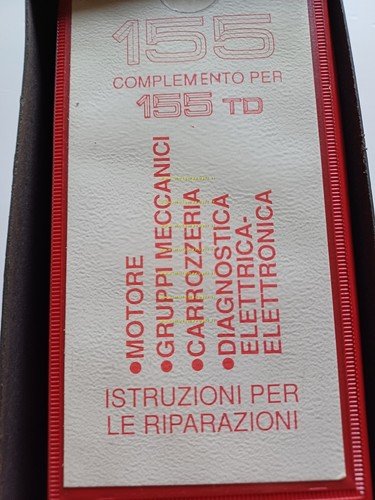 155
COMPLEMENTO PER
155 TD
•MOTORE
•GRUPPI MECCANICI
•CARROZZERIA
•DIAGNOSTICA
ELETTRICA-
ELETTRONICA
ISTRUZIONI PER
LE RIPARAZIONI